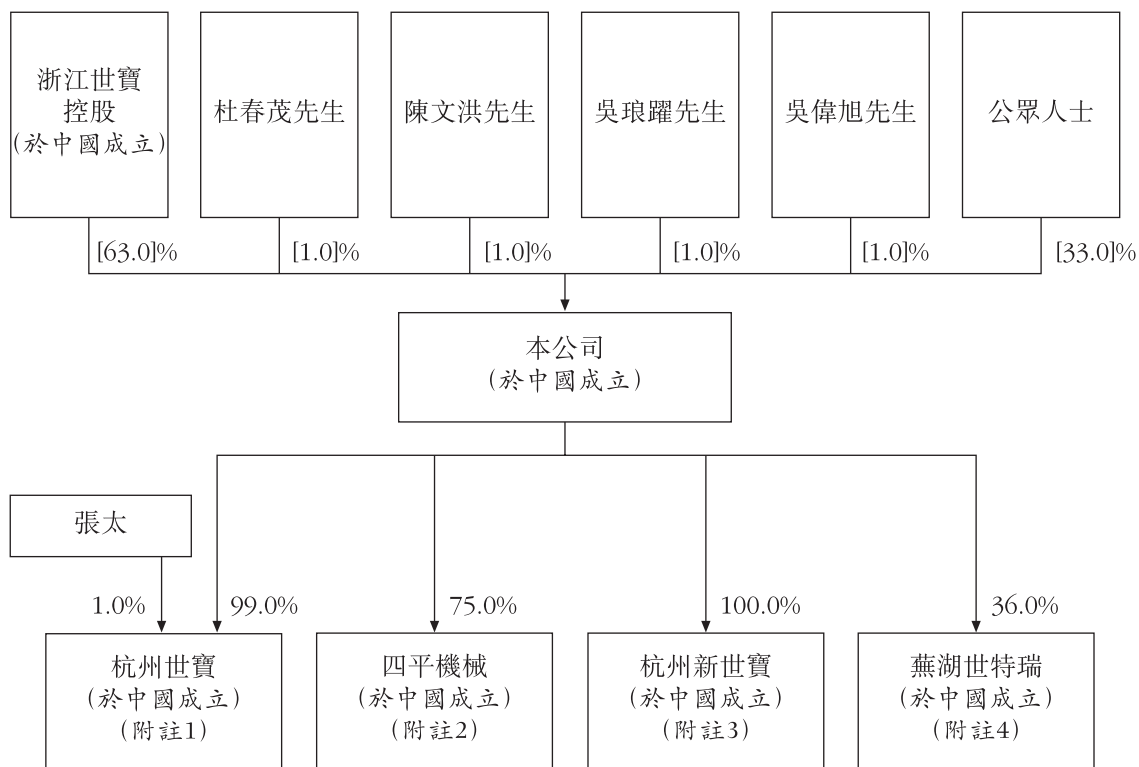 浙江世寶
控股
(於中國成立)
杜春茂先生
陳文洪先生
吳琅躍先生
吳偉旭先生
公眾人士
[63.0]%
[1.0]%
[1.0]%
[1.0]%
[1.0]%
[33.0]%
本公司
(於中國成立)
張太
1.0%
99.0%
75.0%
100.0%
36.0%
杭州世寶
(於中國成立)
(附註1)
四平機械
(於中國成立)
(附註2)
杭州新世寶
(於中國成立)
(附註3)
蕪湖世特瑞
(於中國成立)
(附註4)